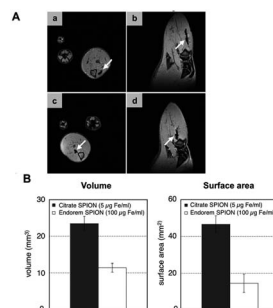 A
a
b
c
d
B
Volume
Citrate SPION (5 µg Fe/ml)
Endorem SPION (100 µg Fe/ml)
volume (mm³)
30
20
10
0
Surface area
Citrate SPION (5 µg Fe/ml)
Endorem SPION (100 µg Fe/ml)
surface area (mm²)
60
40
20
0